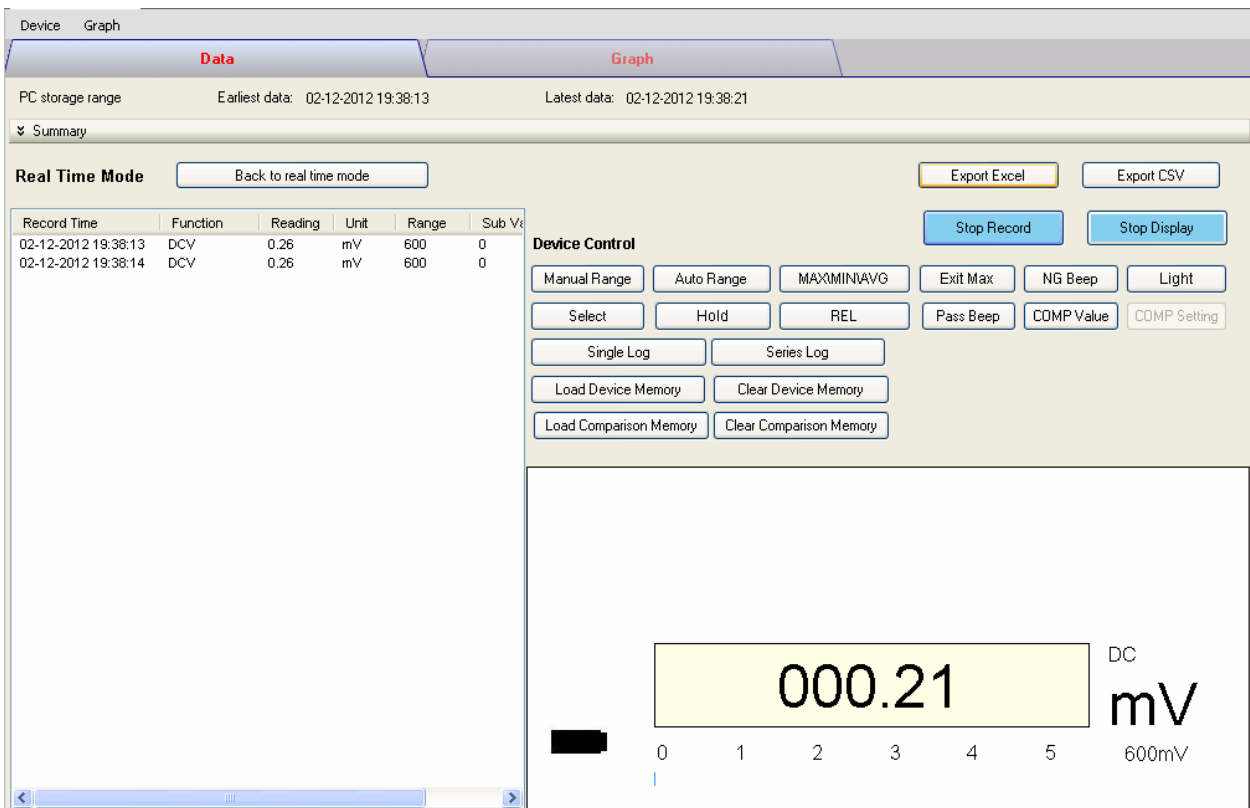 Device Graph
Data Graph
PC storage range Earliest data: 02-12-2012 19:38:13 Latest data: 02-12-2012 19:38:21
Summary
Real Time Mode Back to real time mode Export Excel Export CSV
Record Time Function Reading Unit Range Sub Va
02-12-2012 19:38:13 DCV 0.26 mV 600 0
02-12-2012 19:38:14 DCV 0.26 mV 600 0
Stop Record Stop Display
Device Control
Manual Range Auto Range MAX\MIN\AVG Exit Max NG Beep Light
Select Hold REL Pass Beep COMP Value COMP Setting
Single Log Series Log
Load Device Memory Clear Device Memory
Load Comparison Memory Clear Comparison Memory
DC
000.21 mV
0 1 2 3 4 5 600mV